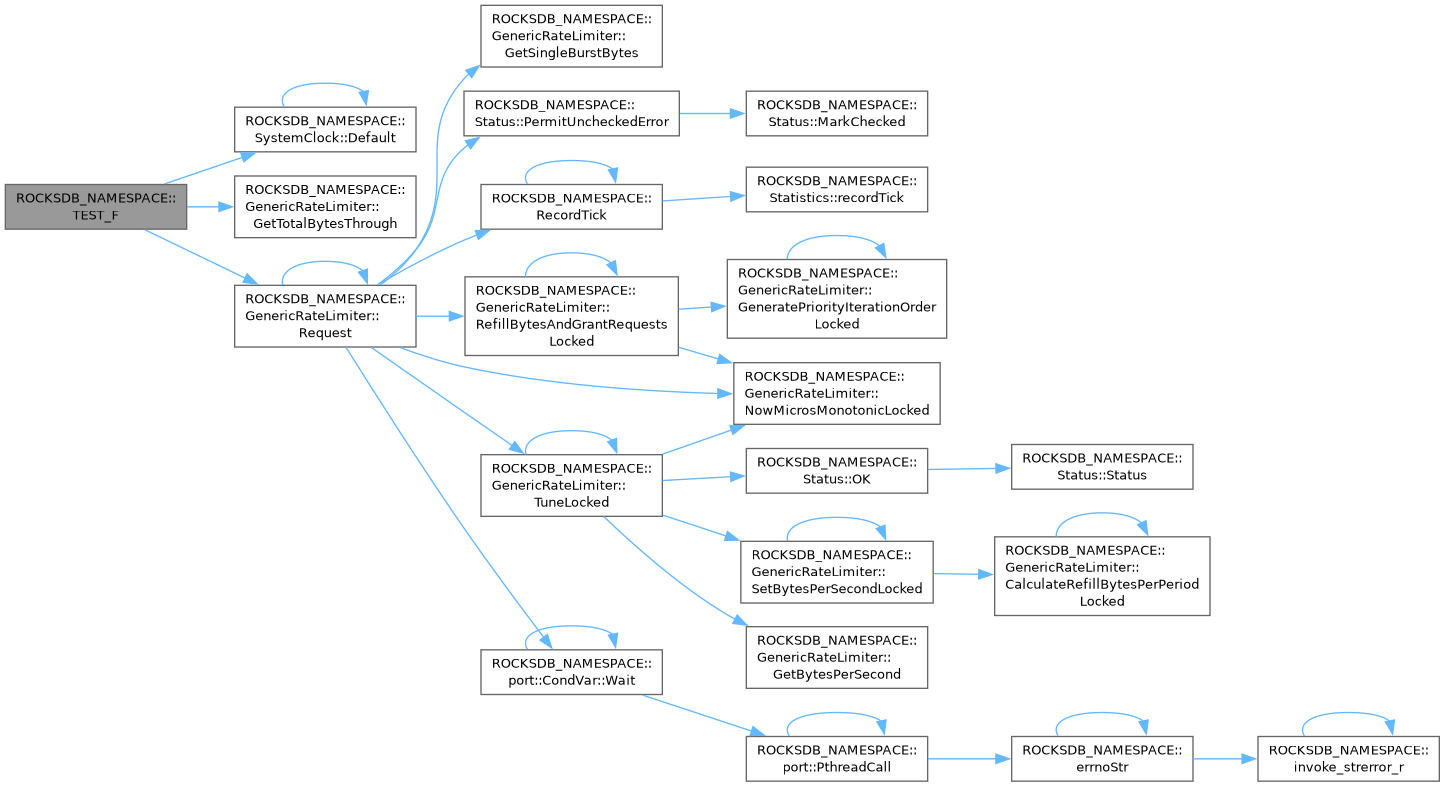 ROCKSDB_NAMESPACE::
TEST_F
ROCKSDB_NAMESPACE::
SystemClock::Default
ROCKSDB_NAMESPACE::
GenericRateLimiter::
GetTotalBytesThrough
ROCKSDB_NAMESPACE::
GenericRateLimiter::
Request
ROCKSDB_NAMESPACE::
GenericRateLimiter::
GetSingleBurstBytes
ROCKSDB_NAMESPACE::
Status::PermitUncheckedError
ROCKSDB_NAMESPACE::
RecordTick
ROCKSDB_NAMESPACE::
GenericRateLimiter::
RefillBytesAndGrantRequests
Locked
ROCKSDB_NAMESPACE::
GenericRateLimiter::
TuneLocked
ROCKSDB_NAMESPACE::
port::CondVar::Wait
ROCKSDB_NAMESPACE::
Status::MarkChecked
ROCKSDB_NAMESPACE::
Statistics::recordTick
ROCKSDB_NAMESPACE::
GenericRateLimiter::
GeneratePriorityIterationOrder
Locked
ROCKSDB_NAMESPACE::
GenericRateLimiter::
NowMicrosMonotonicLocked
ROCKSDB_NAMESPACE::
Status::OK
ROCKSDB_NAMESPACE::
GenericRateLimiter::
SetBytesPerSecondLocked
ROCKSDB_NAMESPACE::
GenericRateLimiter::
GetBytesPerSecond
ROCKSDB_NAMESPACE::
port::PthreadCall
ROCKSDB_NAMESPACE::
Status::Status
ROCKSDB_NAMESPACE::
GenericRateLimiter::
CalculateRefillBytesPerPeriod
Locked
ROCKSDB_NAMESPACE::
errnoStr
ROCKSDB_NAMESPACE::
invoke_strerror_r